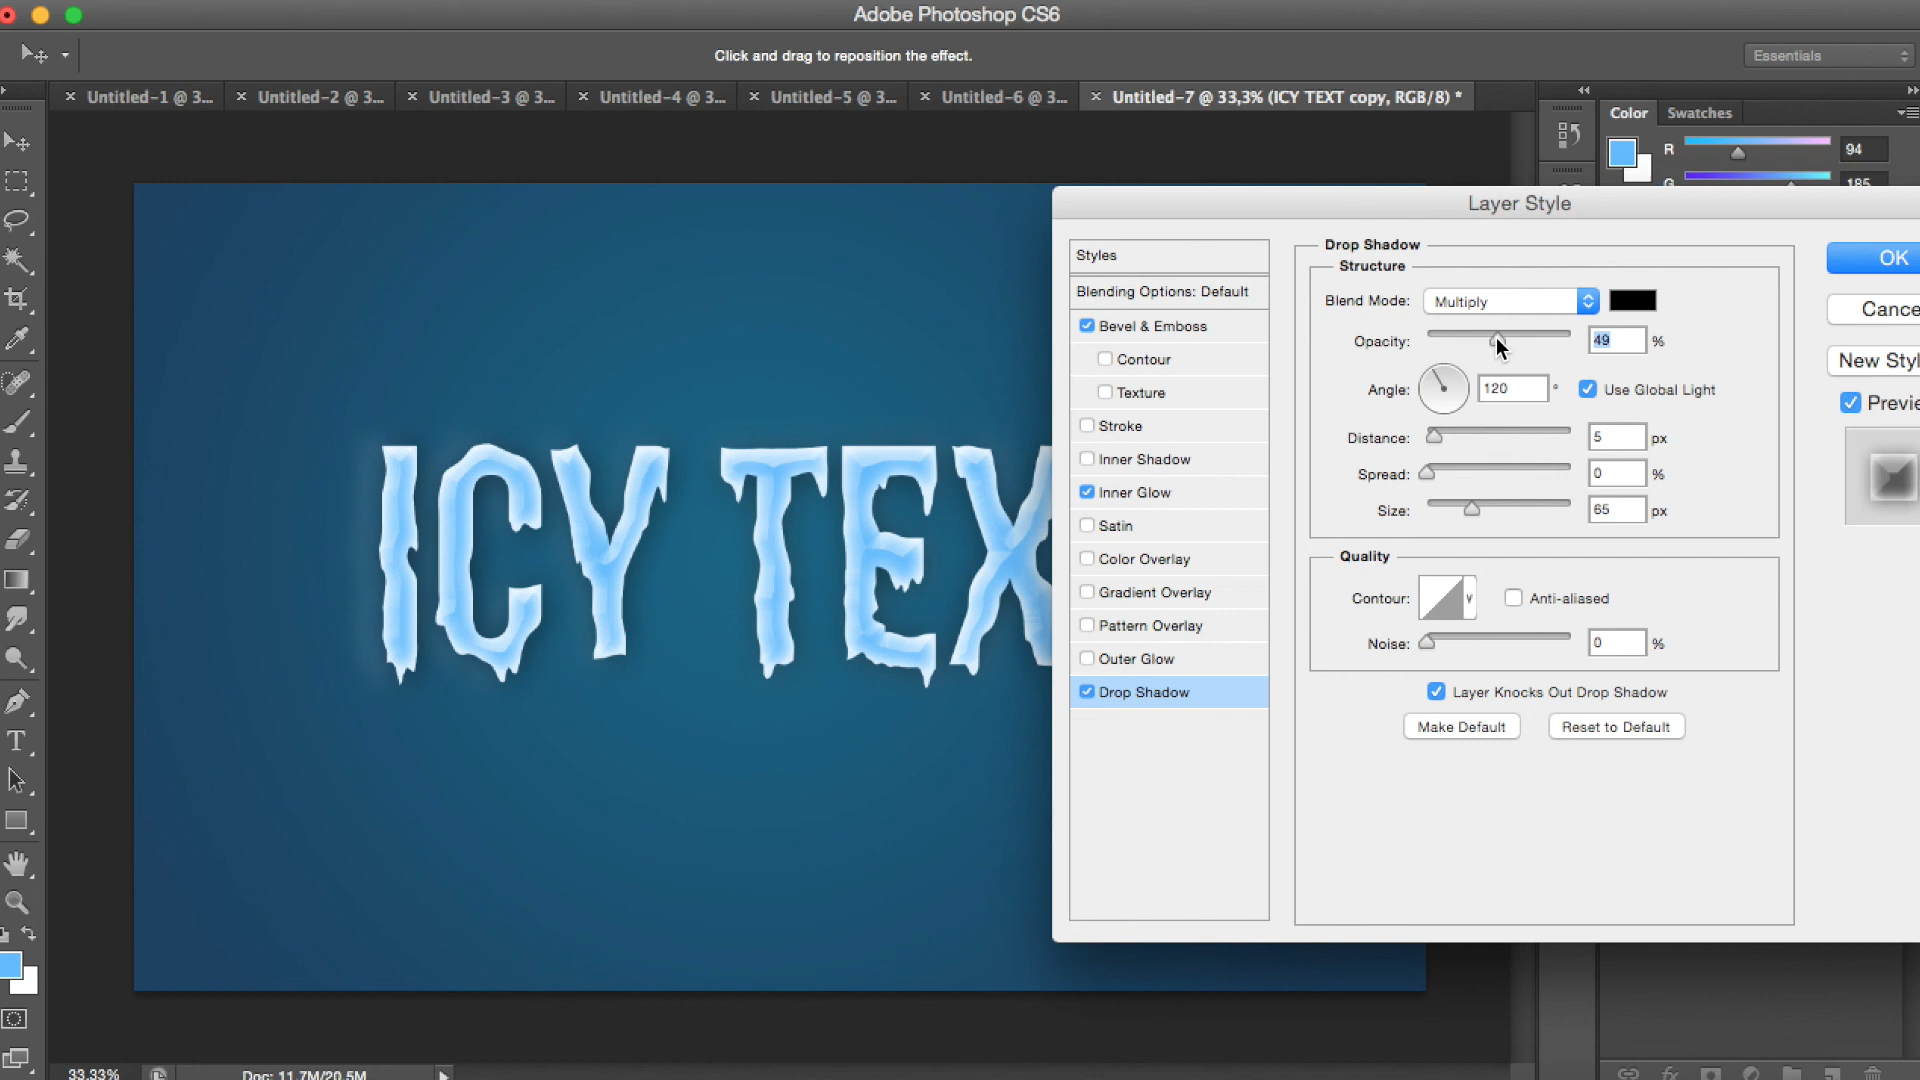 Adobe Photoshop CS6
Click and drag to reposition the effect.
Essentials
Untitled-1 @ 3...
Untitled-2 @ 3...
Untitled-3 @ 3...
Untitled-4 @ 3...
Untitled-5 @ 3...
Untitled-6 @ 3...
Untitled-7 @ 33,3% (ICY TEXT copy, RGB/8) *
Color
Swatches
R
94
G
185
Layer Style
Styles
Blending Options: Default
Bevel & Emboss
Contour
Texture
Stroke
Inner Shadow
Inner Glow
Satin
Color Overlay
Gradient Overlay
Pattern Overlay
Outer Glow
Drop Shadow
Drop Shadow
Structure
Blend Mode:
Multiply
Opacity:
49
%
Angle:
120
°
Use Global Light
Distance:
5
px
Spread:
0
%
Size:
65
px
Quality
Contour:
Anti-aliased
Noise:
0
%
Layer Knocks Out Drop Shadow
Make Default
Reset to Default
OK
Cance
New Styl
Previe
ICY TEX
33,33%
Doc: 11,7M/20,5M